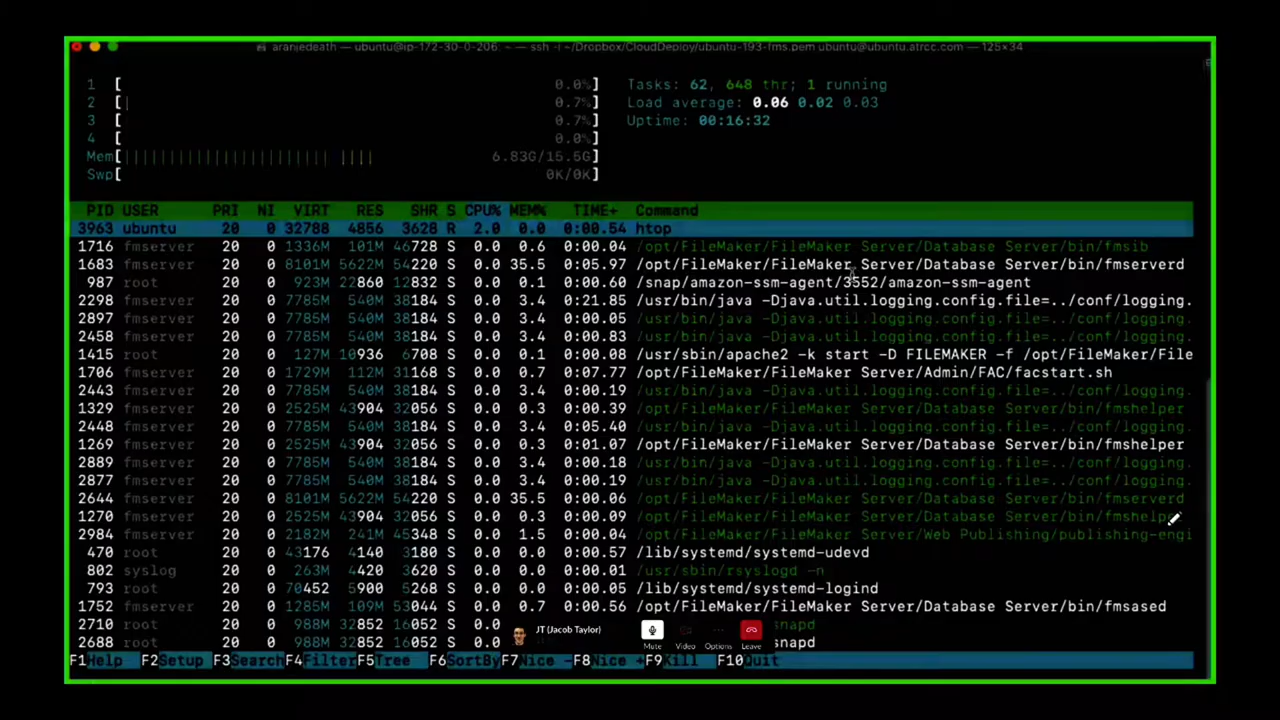 aranjedeath — ubuntu@ip-172-30-0-206: ~ — ssh -i ~/Dropbox/CloudDeploy/ubuntu-193-fms.pem ubuntu@ubuntu.atrcc.com — 125×34
1 [ 0.0%] Tasks: 62, 648 thr; 1 running
2 [| 0.7%] Load average: 0.06 0.02 0.03
3 [ 0.7%] Uptime: 00:16:32
4 [ 0.0%]
Mem[|||||||||||||||||||||||||||| 6.83G/15.5G]
Swp[ 0K/0K]
PID USER PRI NI VIRT RES SHR S CPU% MEM% TIME+ Command
3963 ubuntu 20 0 32788 4856 3628 R 2.0 0.0 0:00.54 htop
1716 fmserver 20 0 1336M 101M 46728 S 0.0 0.6 0:00.04 /opt/FileMaker/FileMaker Server/Database Server/bin/fmsib
1683 fmserver 20 0 8101M 5622M 54220 S 0.0 35.5 0:05.97 /opt/FileMaker/FileMaker Server/Database Server/bin/fmserverd
987 root 20 0 923M 22860 12832 S 0.0 0.1 0:00.60 /snap/amazon-ssm-agent/3552/amazon-ssm-agent
2298 fmserver 20 0 7785M 540M 38184 S 0.0 3.4 0:21.85 /usr/bin/java -Djava.util.logging.config.file=../conf/logging.
2897 fmserver 20 0 7785M 540M 38184 S 0.0 3.4 0:00.05 /usr/bin/java -Djava.util.logging.config.file=../conf/logging.
2458 fmserver 20 0 7785M 540M 38184 S 0.0 3.4 0:00.83 /usr/bin/java -Djava.util.logging.config.file=../conf/logging.
1415 root 20 0 127M 10936 6708 S 0.0 0.1 0:00.08 /usr/sbin/apache2 -k start -D FILEMAKER -f /opt/FileMaker/File
1706 fmserver 20 0 1729M 112M 31168 S 0.0 0.7 0:07.77 /opt/FileMaker/FileMaker Server/Admin/FAC/facstart.sh
2443 fmserver 20 0 7785M 540M 38184 S 0.0 3.4 0:00.19 /usr/bin/java -Djava.util.logging.config.file=../conf/logging.
1329 fmserver 20 0 2525M 43904 32056 S 0.0 0.3 0:00.39 /opt/FileMaker/FileMaker Server/Database Server/bin/fmshelper
2448 fmserver 20 0 7785M 540M 38184 S 0.0 3.4 0:05.40 /usr/bin/java -Djava.util.logging.config.file=../conf/logging.
1269 fmserver 20 0 2525M 43904 32056 S 0.0 0.3 0:01.07 /opt/FileMaker/FileMaker Server/Database Server/bin/fmshelper
2889 fmserver 20 0 7785M 540M 38184 S 0.0 3.4 0:00.18 /usr/bin/java -Djava.util.logging.config.file=../conf/logging.
2877 fmserver 20 0 7785M 540M 38184 S 0.0 3.4 0:00.19 /usr/bin/java -Djava.util.logging.config.file=../conf/logging.
2644 fmserver 20 0 8101M 5622M 54220 S 0.0 35.5 0:00.06 /opt/FileMaker/FileMaker Server/Database Server/bin/fmserverd
1270 fmserver 20 0 2525M 43904 32056 S 0.0 0.3 0:00.09 /opt/FileMaker/FileMaker Server/Database Server/bin/fmshelper
2984 fmserver 20 0 2182M 241M 45348 S 0.0 1.5 0:00.04 /opt/FileMaker/FileMaker Server/Web Publishing/publishing-engi
470 root 20 0 43176 4140 3180 S 0.0 0.0 0:00.57 /lib/systemd/systemd-udevd
802 syslog 20 0 263M 4420 3620 S 0.0 0.0 0:00.01 /usr/sbin/rsyslogd -n
793 root 20 0 70452 5900 5268 S 0.0 0.0 0:00.05 /lib/systemd/systemd-logind
1752 fmserver 20 0 1285M 109M 53044 S 0.0 0.7 0:00.56 /opt/FileMaker/FileMaker Server/Database Server/bin/fmsased
2710 root 20 0 988M 32852 16052 S snapd
2688 root 20 0 988M 32852 16052 S snapd
JT (Jacob Taylor)
Mute Video Options Leave
F1Help F2Setup F3Search F4Filter F5Tree F6SortBy F7Nice - F8Nice + F9Kill F10Quit